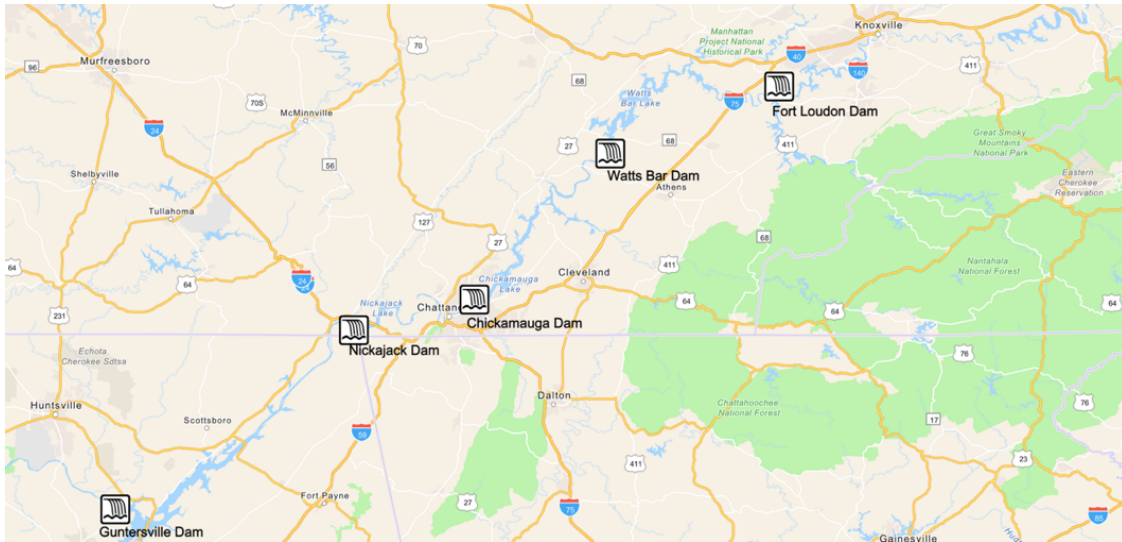 Knoxville
Manhattan
Project National
Historical Park
40
140
411
70
96
Murfreesboro
68
Watts
Bar Lake
75
Fort Loudon Dam
70S
McMinnville
24
27
68
411
Great Smoky
Mountains
National Park
Watts Bar Dam
56
Shelbyville
Athens
Eastern
Cherokee
Reservation
Tullahoma
127
27
68
64
64
411
Cleveland
Nantahala
National Forest
24
Chickamauga
Lake
Nickajack
Lake
Chattano
64
64
64
231
Chickamauga Dam
Nickajack Dam
Echota
Cherokee Sdtsa
76
Dalton
Huntsville
Chattahoochee
National Forest
76
Scottsboro
59
17
411
23
Fort Payne
27
75
85
Guntersville Dam
Gainesville